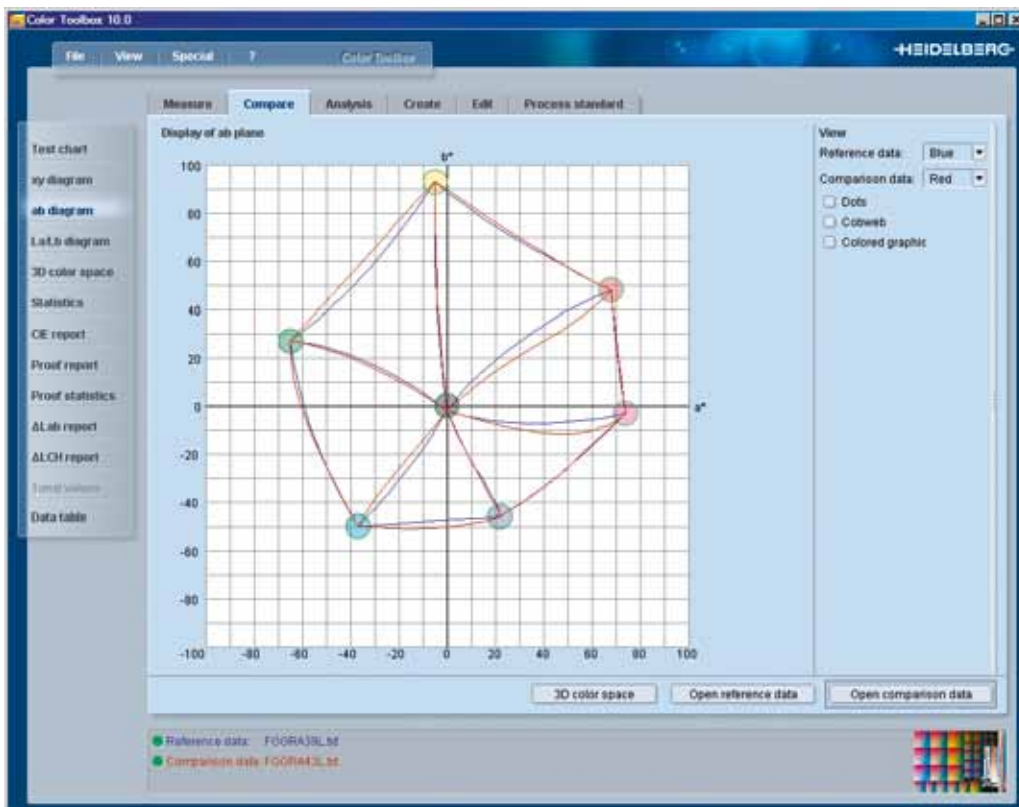 Color Toolbox 10.0
File View Special ? Color Toolbox
HEIDELBERG
Measure Compare Analysis Create Edit Process standard
Test chart
xy diagram
ab diagram
La/Lb diagram
3D color space
Statistics
CIE report
Proof report
Proof statistics
ΔLab report
ΔLCH report
Tonal values
Data table
Display of ab plane
b*
100
80
60
40
20
0
-20
-40
-60
-80
-100 -80 -60 -40 -20 0 20 40 60 80 100
a*
View
Reference data: Blue
Comparison data: Red
Dots
Cobweb
Colored graphic
3D color space Open reference data Open comparison data
Reference data: FOGRA39L.txt
Comparison data: FOGRA43L.txt